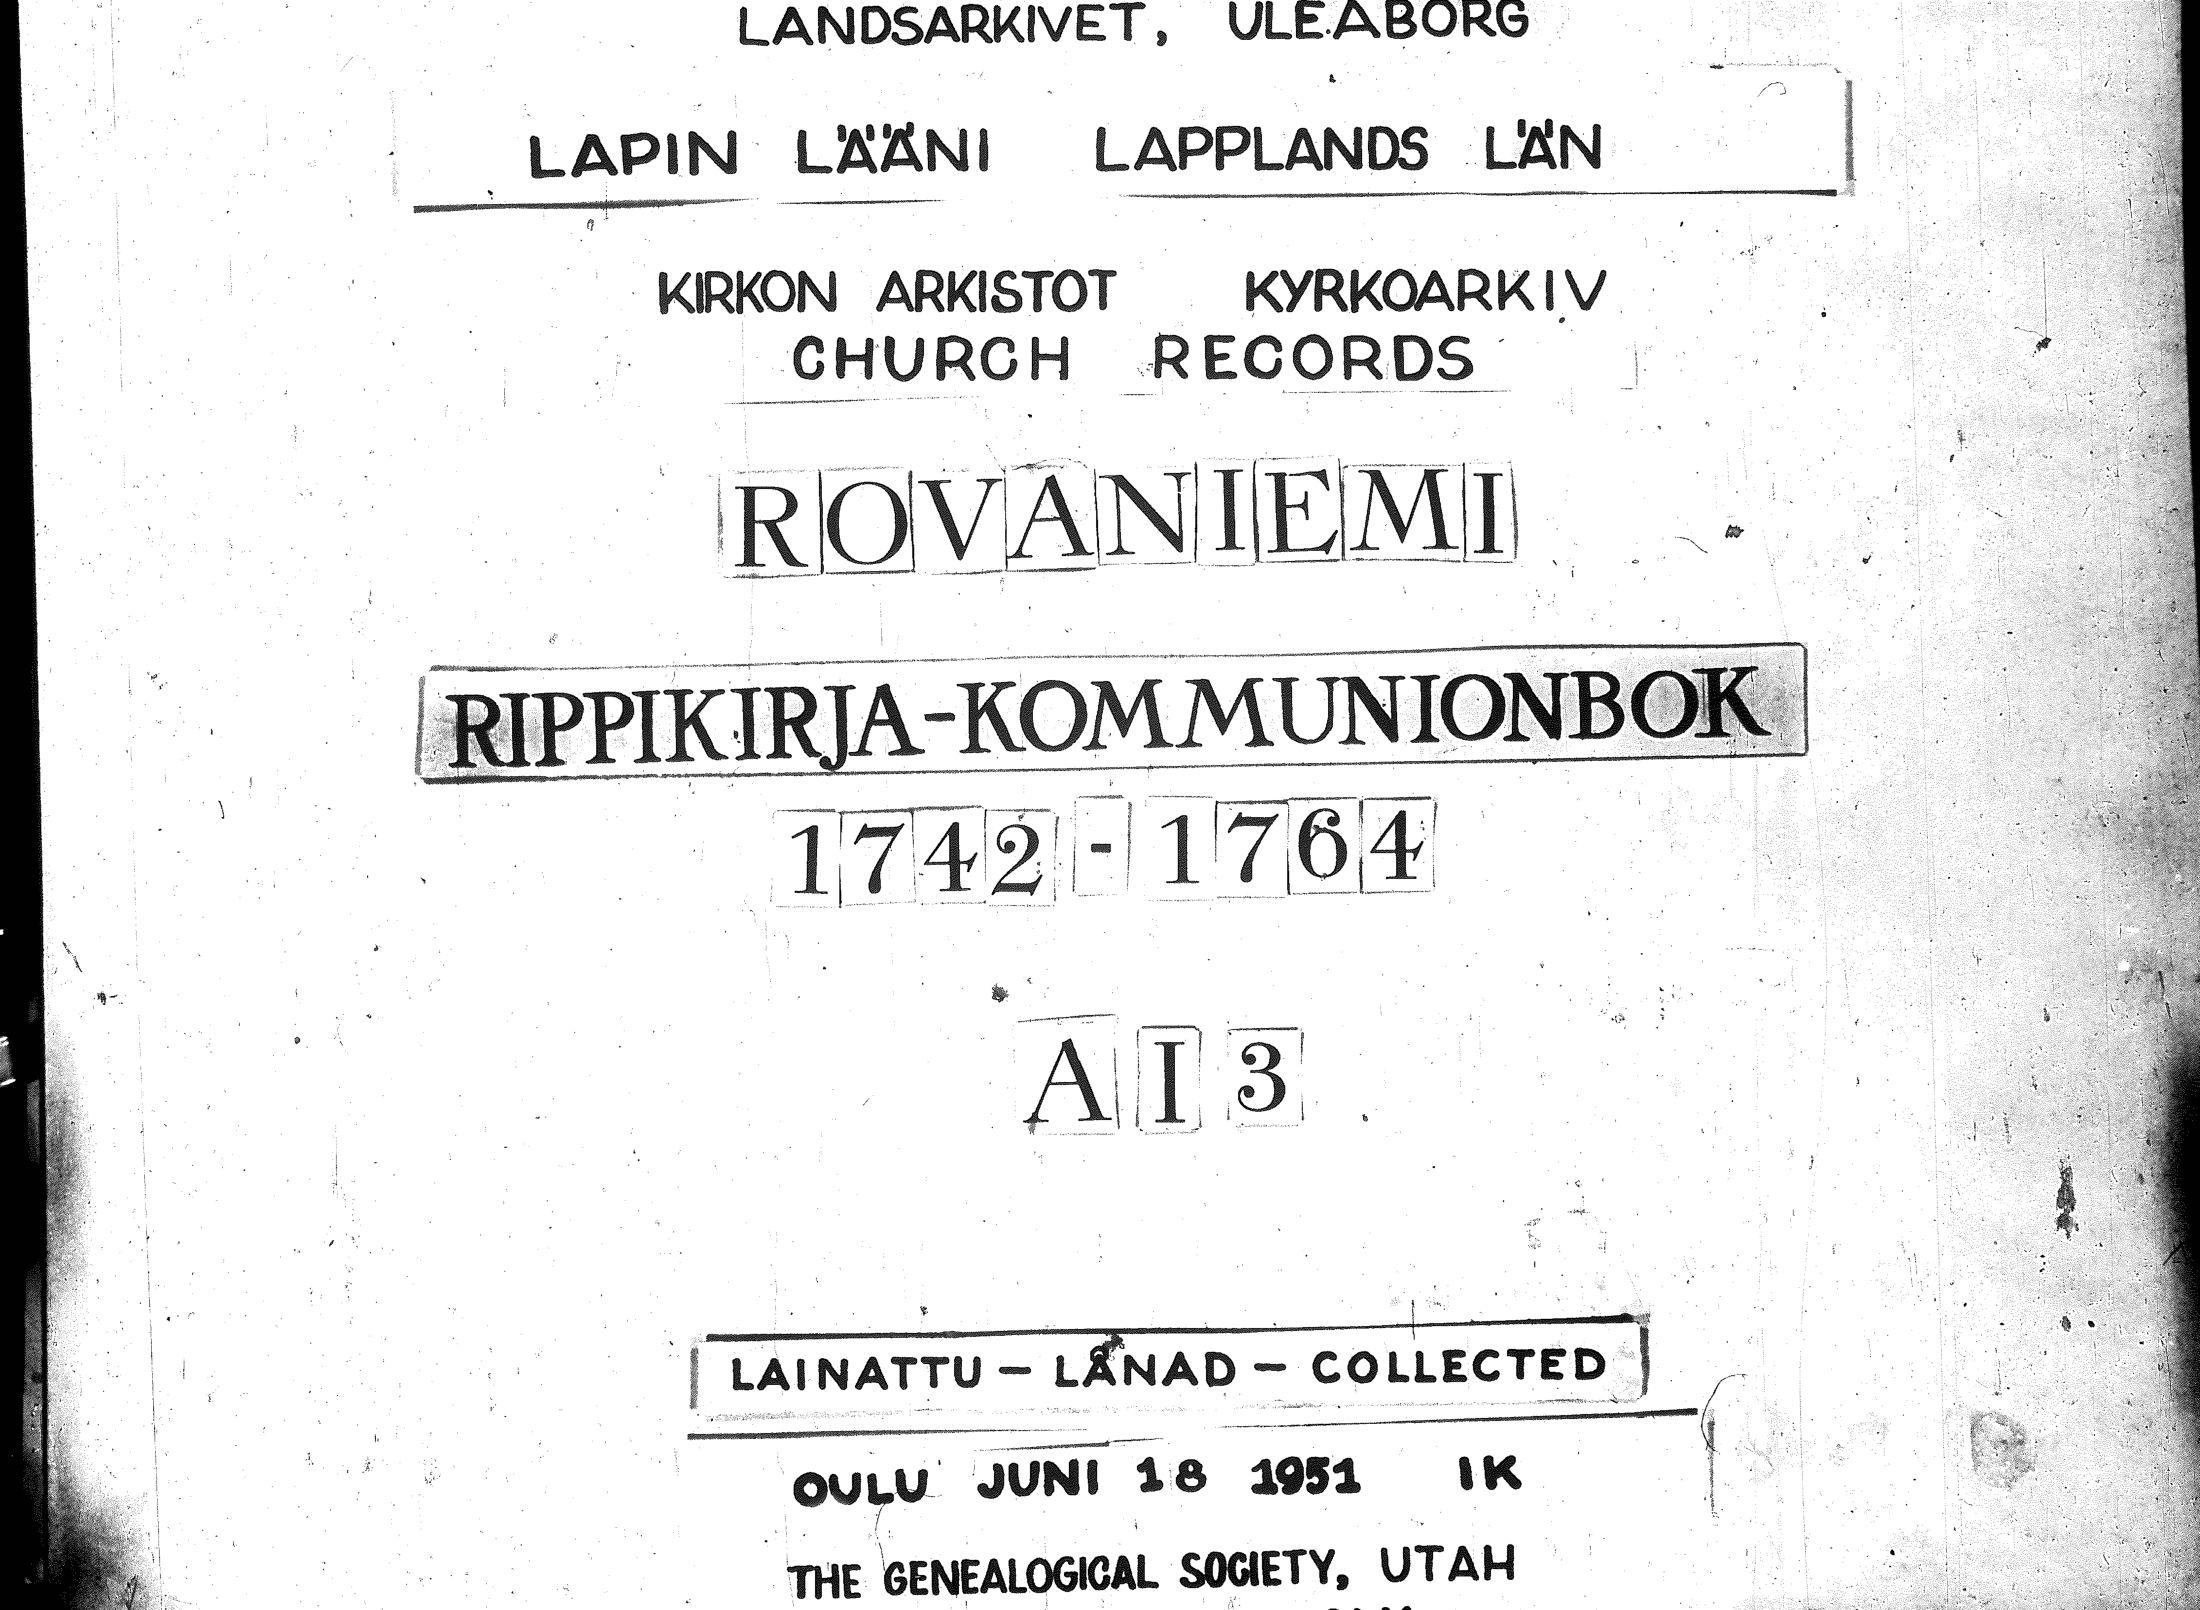 LANDSARKIVET, ULEABORG
LAPIN LÄÄNI LAPPLANDS LÄN
KIRKON ARKISTOT KYRKOARKIV
CHURCH RECORDS
ROVANIEMI
RIPPIKIRJA-KOMMUNIONBOK
1742-1764
A I 3
LAINATTU - LÅNAD - COLLECTED
OULU JUNI 18 1951 IK
THE GENEALOGICAL SOCIETY, UTAH